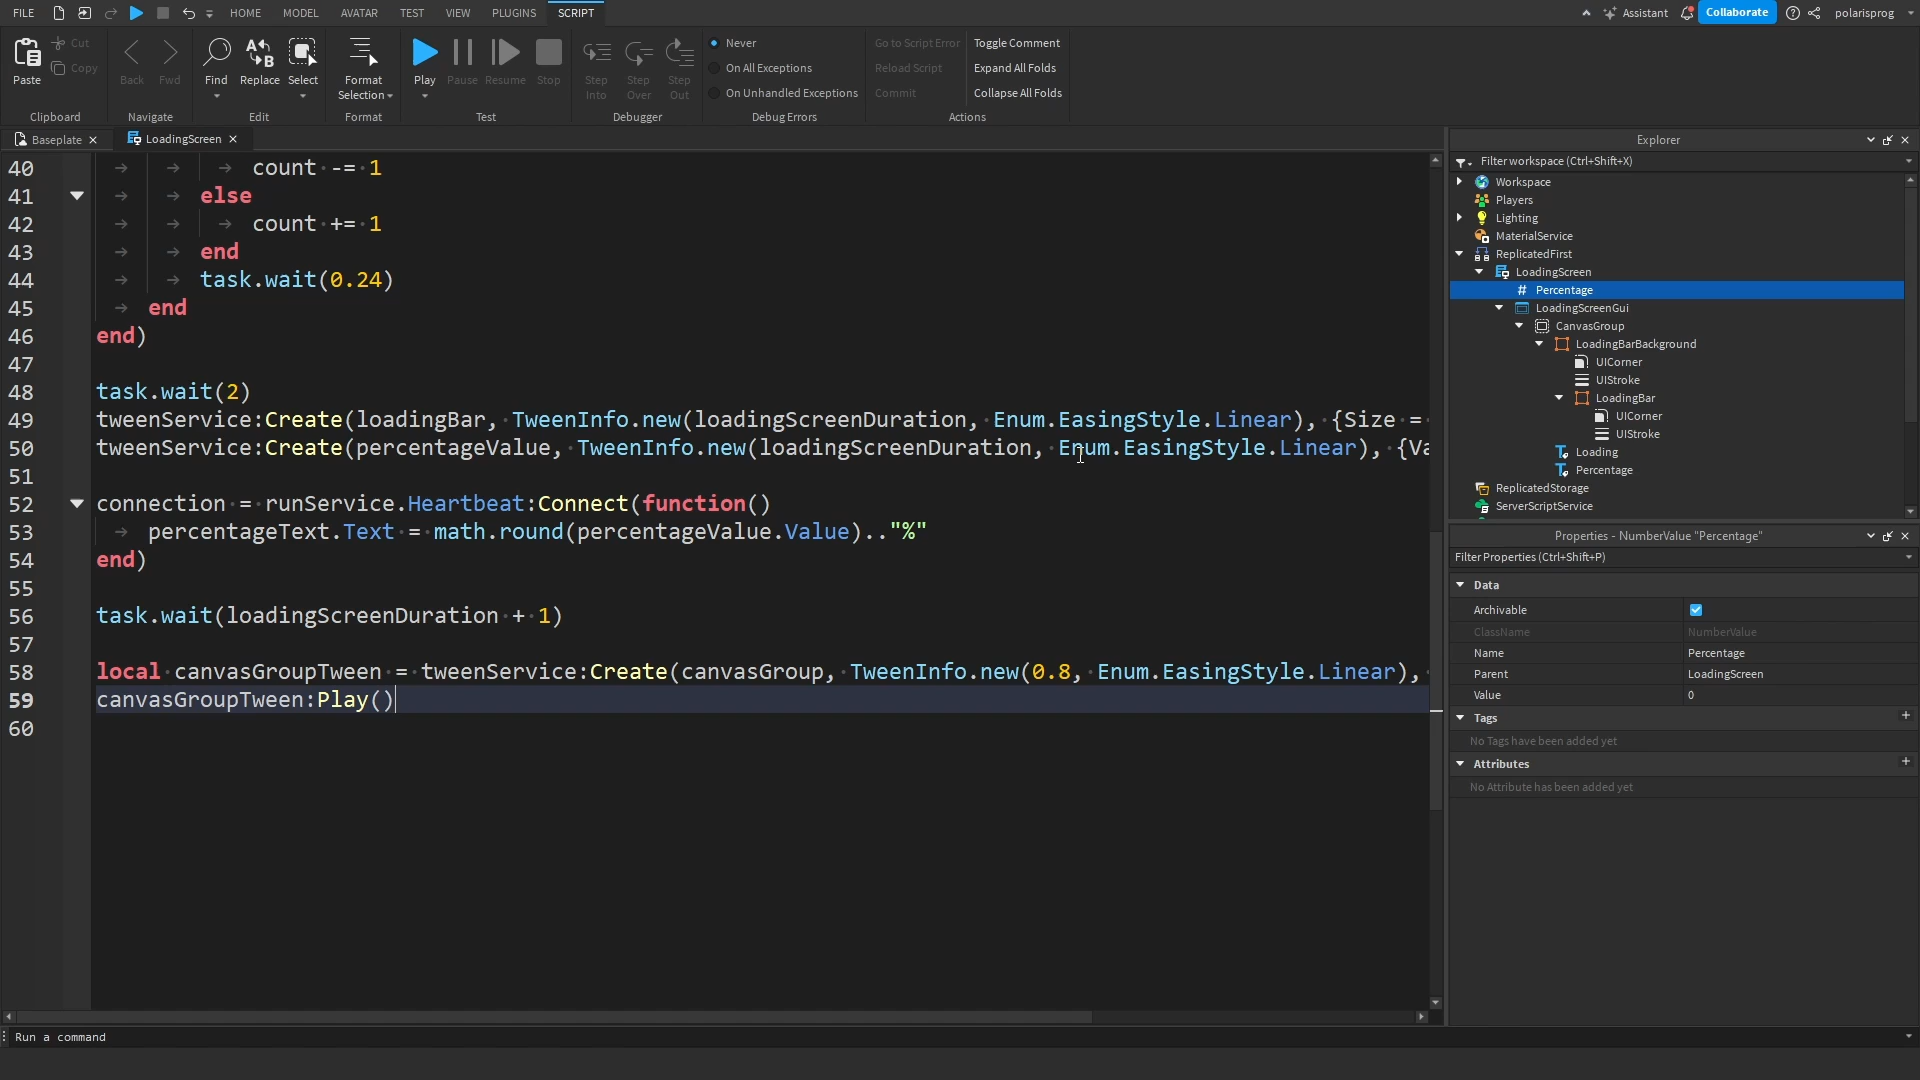 FILE HOME MODEL AVATAR TEST VIEW PLUGINS SCRIPT Assistant Collaborate polarisprog
Paste Cut Copy
Clipboard
Back Fwd
Navigate
Find Replace Select
Edit
Format Selection
Format
Play Pause Resume Stop
Test
Step Into Step Over Step Out
Debugger
Never
On All Exceptions
On Unhandled Exceptions
Debug Errors
Go to Script Error Toggle Comment
Reload Script Expand All Folds
Commit Collapse All Folds
Actions
Baseplate LoadingScreen
40 count -= 1
41 else
42 count += 1
43 end
44 task.wait(0.24)
45 end
46 end)
47
48 task.wait(2)
49 tweenService:Create(loadingBar, TweenInfo.new(loadingScreenDuration, Enum.EasingStyle.Linear), {Size =
50 tweenService:Create(percentageValue, TweenInfo.new(loadingScreenDuration, Enum.EasingStyle.Linear), {Va
51
52 connection = runService.Heartbeat:Connect(function()
53 percentageText.Text = math.round(percentageValue.Value).."%"
54 end)
55
56 task.wait(loadingScreenDuration + 1)
57
58 local canvasGroupTween = tweenService:Create(canvasGroup, TweenInfo.new(0.8, Enum.EasingStyle.Linear),
59 canvasGroupTween:Play()
60
Run a command
Explorer
Filter workspace (Ctrl+Shift+X)
Workspace
Players
Lighting
MaterialService
ReplicatedFirst
LoadingScreen
# Percentage
LoadingScreenGui
CanvasGroup
LoadingBarBackground
UICorner
UIStroke
LoadingBar
UICorner
UIStroke
Loading
Percentage
ReplicatedStorage
ServerScriptService
Properties - NumberValue "Percentage"
Filter Properties (Ctrl+Shift+P)
Data
Archivable
ClassName NumberValue
Name Percentage
Parent LoadingScreen
Value 0
Tags +
No Tags have been added yet
Attributes +
No Attribute has been added yet